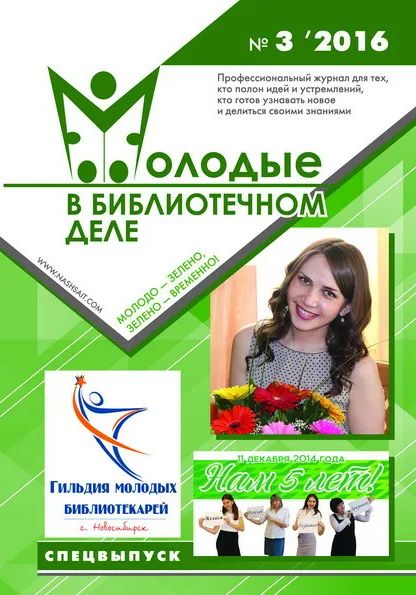 № 3 '2016
Профессиональный журнал для тех,
кто полон идей и устремлений,
кто готов узнавать новое
и делиться своими знаниями
Молодые
В БИБЛИОТЕЧНОМ
ДЕЛЕ
WWW.NASHSAIT.COM
МОЛОДО — ЗЕЛЕНО,
ЗЕЛЕНО — ВРЕМЕННО!
Гильдия молодых
библиотекарей
г. Новосибирск
11 ДЕКАБРЯ 2014 ГОДА
Нам 5 лет!
СПЕЦВЫПУСК